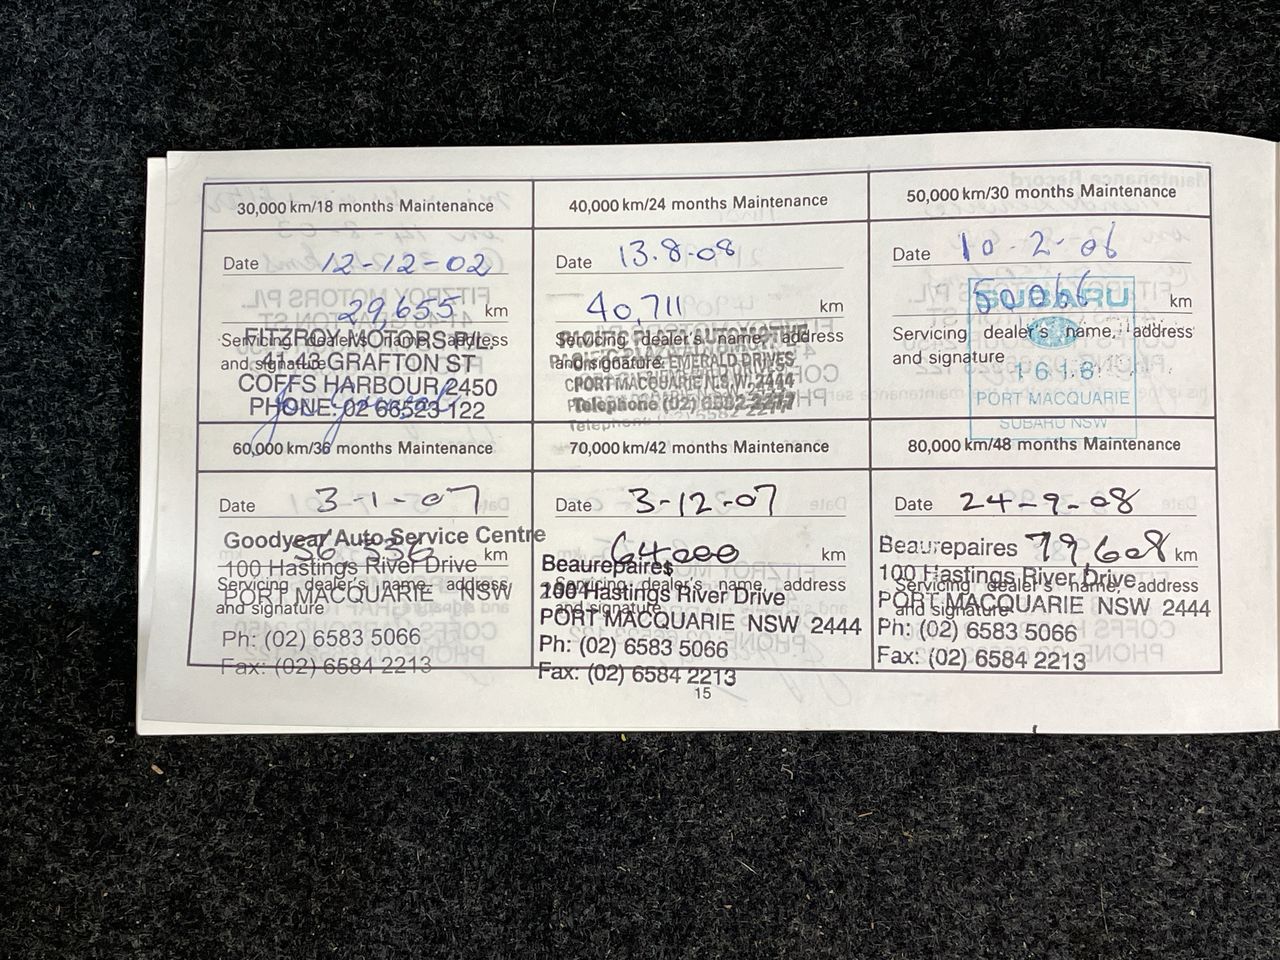 30,000 km/18 months Maintenance
Date 12-12-02
29,655 km
Servicing dealer's name, address
and signature
FITZROY MOTORS P/L
41-43 GRAFTON ST
COFFS HARBOUR 2450
PHONE: 02 66523 122
40,000 km/24 months Maintenance
Date 13.8.08
40,711 km
Servicing dealer's name, address
and signature
AUTOMOTIVE
& EMERALD DRIVES
PORT MACQUARIE N.S.W. 2444
Telephone (02)
50,000 km/30 months Maintenance
Date 10-2-06
50066 km
Servicing dealer's name, address
and signature
SUBARU
1616
PORT MACQUARIE
SUBARU NSW
60,000 km/36 months Maintenance
Date 3-1-07
56 336 km
Servicing dealer's name, address
and signature
Goodyear Auto Service Centre
100 Hastings River Drive
PORT MACQUARIE NSW
Ph: (02) 6583 5066
Fax: (02) 6584 2213
70,000 km/42 months Maintenance
Date 3-12-07
64000 km
Servicing dealer's name, address
and signature
Beaurepaires
100 Hastings River Drive
PORT MACQUARIE NSW 2444
Ph: (02) 6583 5066
Fax: (02) 6584 2213
80,000 km/48 months Maintenance
Date 24-9-08
79608 km
Servicing dealer's name, address
and signature
Beaurepaires
100 Hastings River Drive
PORT MACQUARIE NSW 2444
Ph: (02) 6583 5066
Fax: (02) 6584 2213
15